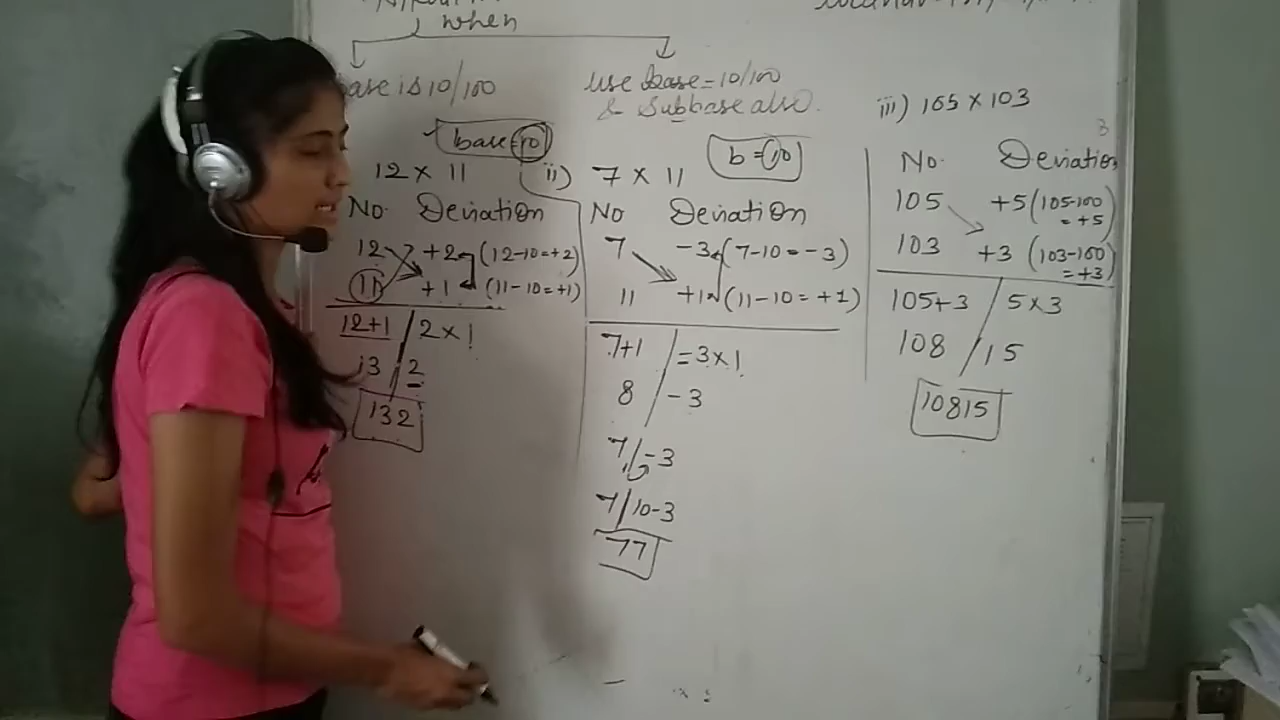 when
base is 10/100
use base = 10/100
& Subbase also.
base = 10
12 × 11
No. Deviation
12 +2 (12-10=+2)
11 +1 (11-10=+1)
12+1 / 2×1
13 / 2
132
ii) 7 × 11
b = 10
No Deviation
7 -3 (7-10=-3)
11 +1 (11-10=+1)
7+1 / -3×1
8 / -3
7 / -3
7 / 10-3
77
iii) 105 × 103
No. Deviation
105 +5 (105-100
= +5)
103 +3 (103-100
= +3)
105+3 / 5×3
108 / 15
10815